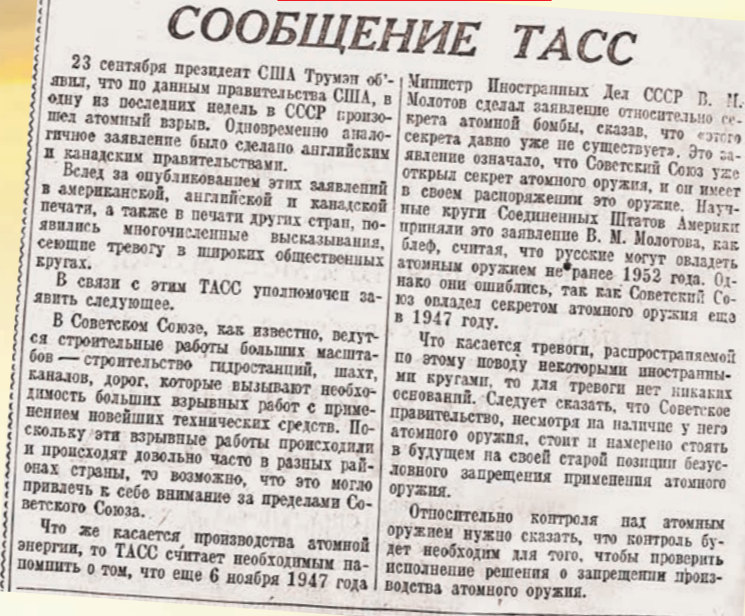 СООБЩЕНИЕ ТАСС
23 сентября президент США Трумэн об'-
явил, что по данным правительства США, в
одну из последних недель в СССР произо-
шел атомный взрыв. Одновременно анало-
гичное заявление было сделано английским
и канадским правительствами.
Вслед за опубликованием этих заявлений
в американской, английской и канадской
печати, а также в печати других стран, по-
явились многочисленные высказывания,
сеющие тревогу в широких общественных
кругах.
В связи с этим ТАСС уполномочен за-
явить следующее.
В Советском Союзе, как известно, ведут-
ся строительные работы больших масшта-
бов — строительство гидростанций, шахт,
каналов, дорог, которые вызывают необхо-
димость больших взрывных работ с приме-
нением новейших технических средств. По-
скольку эти взрывные работы происходили
и происходят довольно часто в разных рай-
онах страны, то возможно, что это могло
привлечь к себе внимание за пределами Со-
ветского Союза.
Что же касается производства атомной
энергии, то ТАСС считает необходимым на-
помнить о том, что еще 6 ноября 1947 года
Министр Иностранных Дел СССР В. М.
Молотов сделал заявление относительно се-
крета атомной бомбы, сказав, что «этого
секрета давно уже не существует». Это за-
явление означало, что Советский Союз уже
открыл секрет атомного оружия, и он имеет
в своем распоряжении это оружие. Науч-
ные круги Соединенных Штатов Америки
приняли это заявление В. М. Молотова, как
блеф, считая, что русские могут овладеть
атомным оружием не ранее 1952 года. Од-
нако они ошиблись, так как Советский Со-
юз овладел секретом атомного оружия еще
в 1947 году.
Что касается тревоги, распространяемой
по этому поводу некоторыми иностранны-
ми кругами, то для тревоги нет никаких
оснований. Следует сказать, что Советское
правительство, несмотря на наличие у него
атомного оружия, стоит и намерено стоять
в будущем на своей старой позиции безус-
ловного запрещения применения атомного
оружия.
Относительно контроля над атомным
оружием нужно сказать, что контроль бу-
дет необходим для того, чтобы проверить
исполнение решения о запрещении произ-
водства атомного оружия.